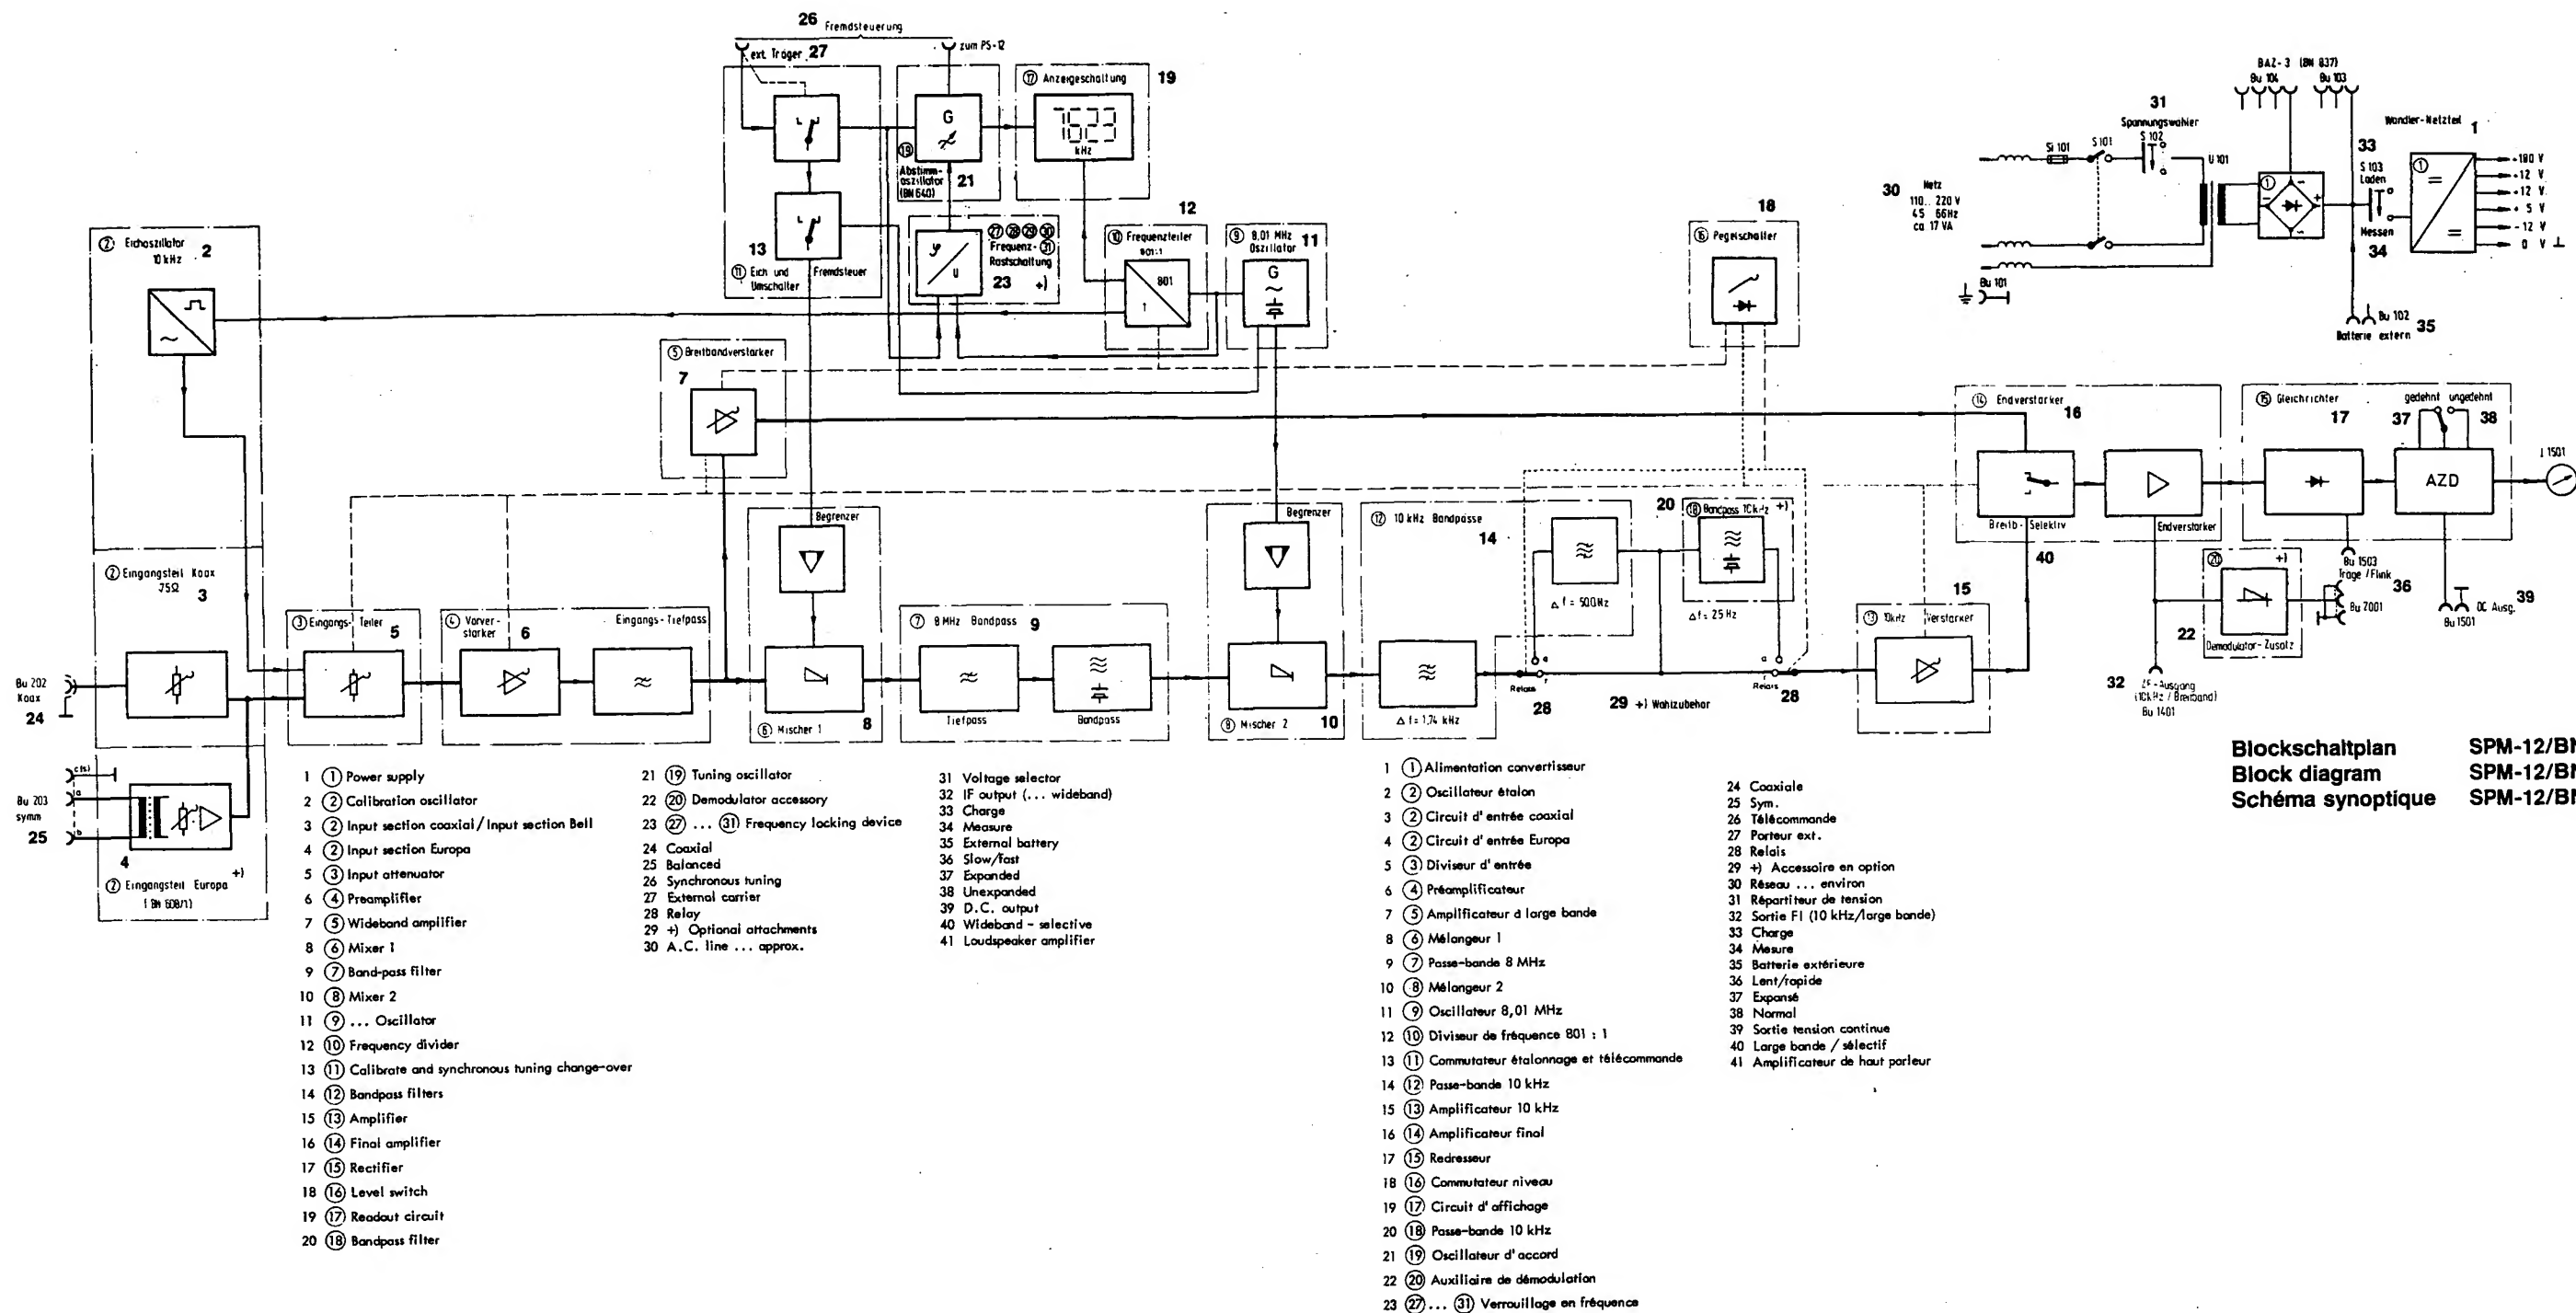 26 Fremdsteuerung
ext. Träger 27
zum PS-12
17 Anzeigeschaltung 19
7623
kHz
G
19
Abstimm-
oszillator
(BN 640)
21
27 28 29 30
Frequenz- 31
Rastschaltung
23 +)
φ
u
13
11 Eich und Fremdsteuer
Umschalter
12
10 Frequenzteiler
801:1
801
1
9 8,01 MHz
Oszillator 11
G
18
16 Pegelschalter
BAZ-3 (BN 837)
Bu 104 Bu 103
31
Spannungswähler
S 102
Si 101 S 101
U 101
30 Netz
110.. 220 V
45 66Hz
ca 17 VA
Bu 101
1
33
S 103
Laden
Messen
34
Wandler-Netzteil 1
1
-12 V
+ 5 V
0 V
Bu 102 35
Batterie extern
2 Eichoszillator 2
10 kHz
2 Eingangsteil Koax
75Ω 3
Bu 202
Koax
24
Bu 203
symm
25
c(s)
a
b
4
2 Eingangsteil Europa +)
(BN 608/1)
3 Eingangs-Teiler 5
4 Vorver-
stärker 6
Eingangs-Tiefpass
5 Breitbandverstärker
7
Begrenzer
6 Mischer 1 8
7 8 MHz Bandpass 9
Tiefpass Bandpass
Begrenzer
8 Mischer 2 10
12 10 kHz Bandpässe
14
Δ f = 1,74 kHz
Δ f = 500Hz
20 18 Bandpass 10kHz +)
Δ f = 25 Hz
Relais
28
29 +) Wahlzubehör
Relais
28
15
13 10kHz Verstärker
14 Endverstärker 16
Breitb.- Selektiv
Endverstärker
40
15 Gleichrichter 17
gedehnt ungedehnt
37 38
AZD
J 1501
Bu 1503
Träge / Flink 36
20 +)
Bu 2001
22
Demodulator-Zusatz
DC Ausg. 39
Bu 1501
32 ZF-Ausgang
(10kHz / Breitband)
Bu 1401
Blockschaltplan SPM-12/BN
Block diagram SPM-12/BN
Schéma synoptique SPM-12/BN
1 1 Power supply
2 2 Calibration oscillator
3 2 Input section coaxial/Input section Bell
4 2 Input section Europa
5 3 Input attenuator
6 4 Preamplifier
7 5 Wideband amplifier
8 6 Mixer 1
9 7 Band-pass filter
10 8 Mixer 2
11 9 ... Oscillator
12 10 Frequency divider
13 11 Calibrate and synchronous tuning change-over
14 12 Bandpass filters
15 13 Amplifier
16 14 Final amplifier
17 15 Rectifier
18 16 Level switch
19 17 Readout circuit
20 18 Bandpass filter
21 19 Tuning oscillator
22 20 Demodulator accessory
23 27 ... 31 Frequency locking device
24 Coaxial
25 Balanced
26 Synchronous tuning
27 External carrier
28 Relay
29 +) Optional attachments
30 A.C. line ... approx.
31 Voltage selector
32 IF output (... wideband)
33 Charge
34 Measure
35 External battery
36 Slow/fast
37 Expanded
38 Unexpanded
39 D.C. output
40 Wideband - selective
41 Loudspeaker amplifier
1 1 Alimentation convertisseur
2 2 Oscillateur étalon
3 2 Circuit d'entrée coaxial
4 2 Circuit d'entrée Europa
5 3 Diviseur d'entrée
6 4 Préamplificateur
7 5 Amplificateur à large bande
8 6 Mélangeur 1
9 7 Passe-bande 8 MHz
10 8 Mélangeur 2
11 9 Oscillateur 8,01 MHz
12 10 Diviseur de fréquence 801 : 1
13 11 Commutateur étalonnage et télécommande
14 12 Passe-bande 10 kHz
15 13 Amplificateur 10 kHz
16 14 Amplificateur final
17 15 Redresseur
18 16 Commutateur niveau
19 17 Circuit d'affichage
20 18 Passe-bande 10 kHz
21 19 Oscillateur d'accord
22 20 Auxiliaire de démodulation
23 27... 31 Verrouillage en fréquence
24 Coaxiale
25 Sym.
26 Télécommande
27 Porteur ext.
28 Relais
29 +) Accessoire en option
30 Réseau ... environ
31 Répartiteur de tension
32 Sortie FI (10 kHz/large bande)
33 Charge
34 Mesure
35 Batterie extérieure
36 Lent/rapide
37 Expansé
38 Normal
39 Sortie tension continue
40 Large bande / sélectif
41 Amplificateur de haut parleur